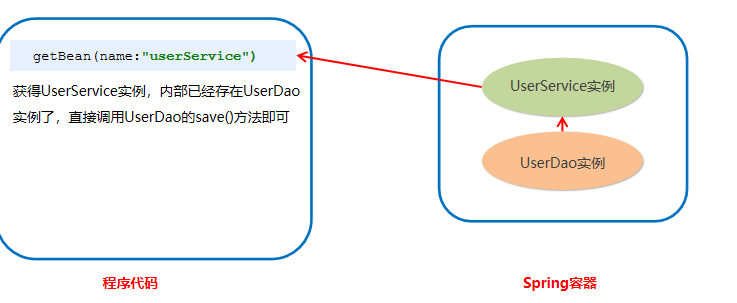 getBean(name:"userService")
获得UserService实例，内部已经存在UserDao
实例了，直接调用UserDao的save()方法即可
UserService实例
UserDao实例
程序代码
Spring容器